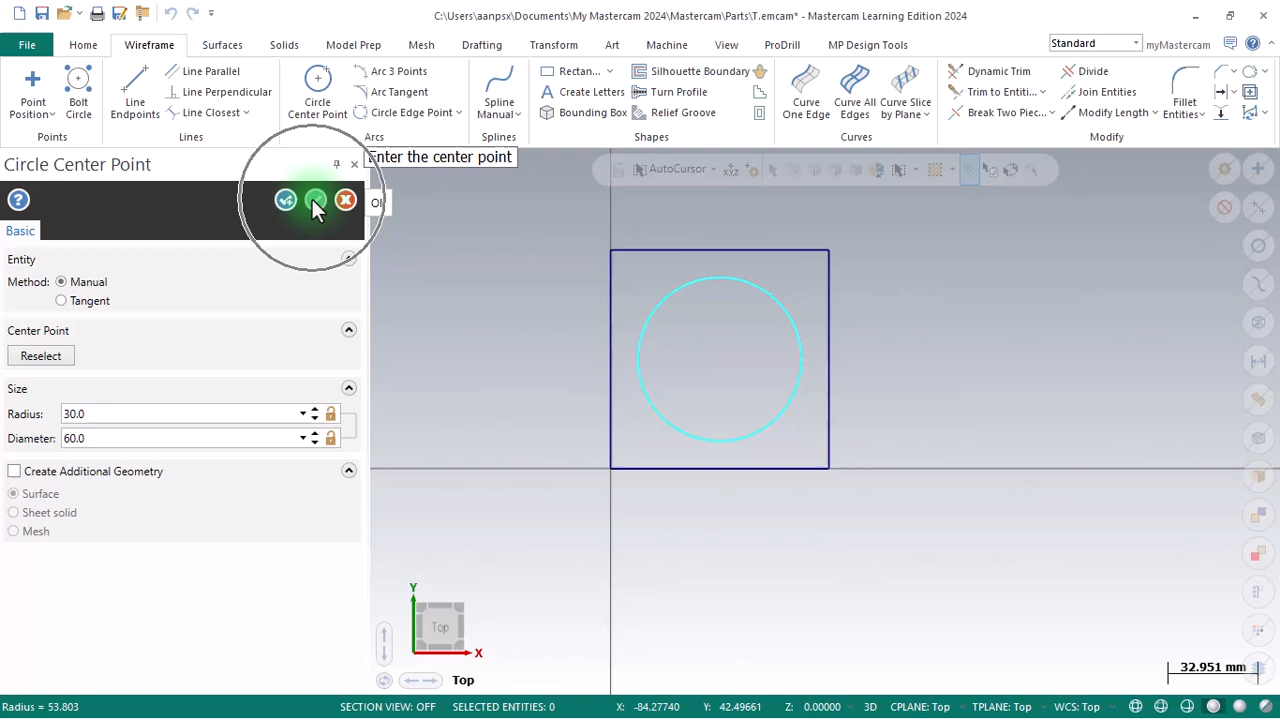 C:\Users\aanpsx\Documents\My Mastercam 2024\Mastercam\Parts\T.emcam* - Mastercam Learning Edition 2024
File Home Wireframe Surfaces Solids Model Prep Mesh Drafting Transform Art Machine View ProDrill MP Design Tools Standard myMastercam
Point
Position
Bolt
Circle
Points
Line
Endpoints
Line Parallel
Line Perpendicular
Line Closest
Lines
Circle
Center Point
Arc 3 Points
Arc Tangent
Circle Edge Point
Arcs
Spline
Manual
Splines
Rectan...
Create Letters
Bounding Box
Silhouette Boundary
Turn Profile
Relief Groove
Shapes
Curve
One Edge
Curve All
Edges
Curve Slice
by Plane
Curves
Dynamic Trim
Trim to Entiti...
Break Two Piec...
Divide
Join Entities
Modify Length
Fillet
Entities
Modify
Circle Center Point
Enter the center point
AutoCursor
Basic
Entity
Method: Manual
Tangent
Center Point
Reselect
Size
Radius: 30.0
Diameter: 60.0
Create Additional Geometry
Surface
Sheet solid
Mesh
Y
Top
X
Top
32.951 mm
Radius = 53.803 SECTION VIEW: OFF SELECTED ENTITIES: 0 X: -84.27740 Y: 42.49661 Z: 0.00000 3D CPLANE: Top TPLANE: Top WCS: Top